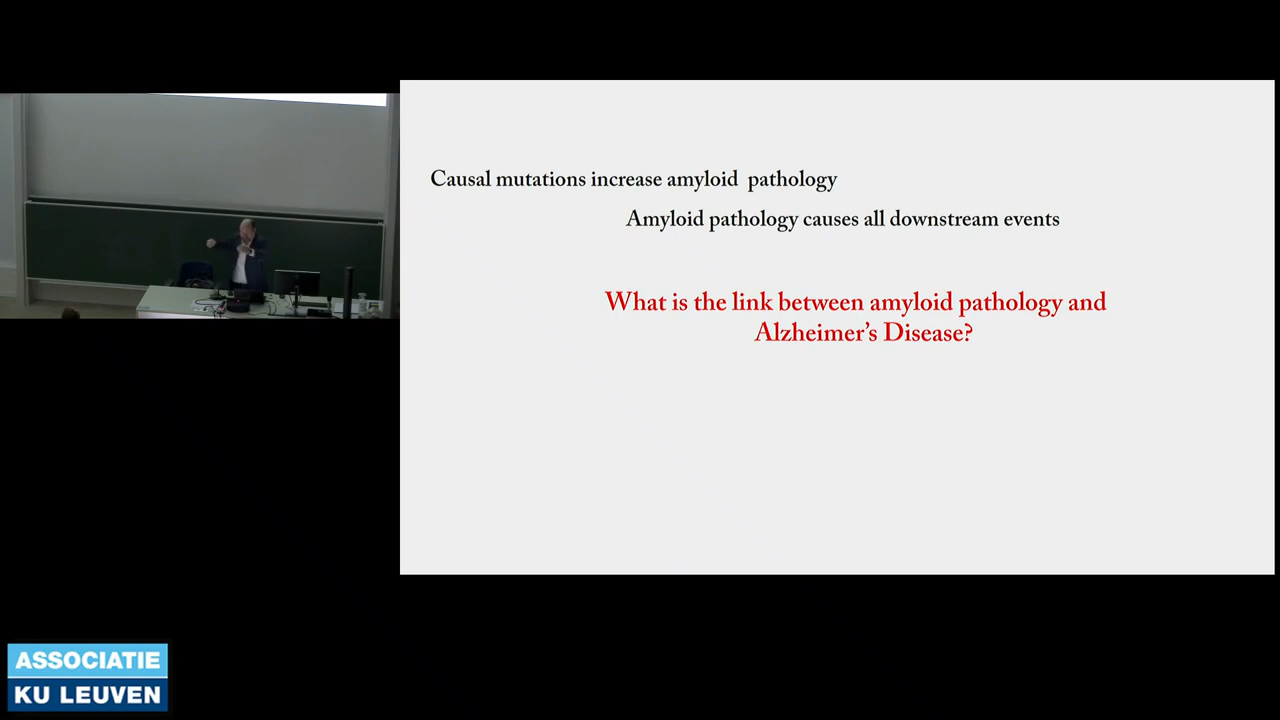 Causal mutations increase amyloid pathology
Amyloid pathology causes all downstream events
What is the link between amyloid pathology and
Alzheimer's Disease?
ASSOCIATIE
KU LEUVEN